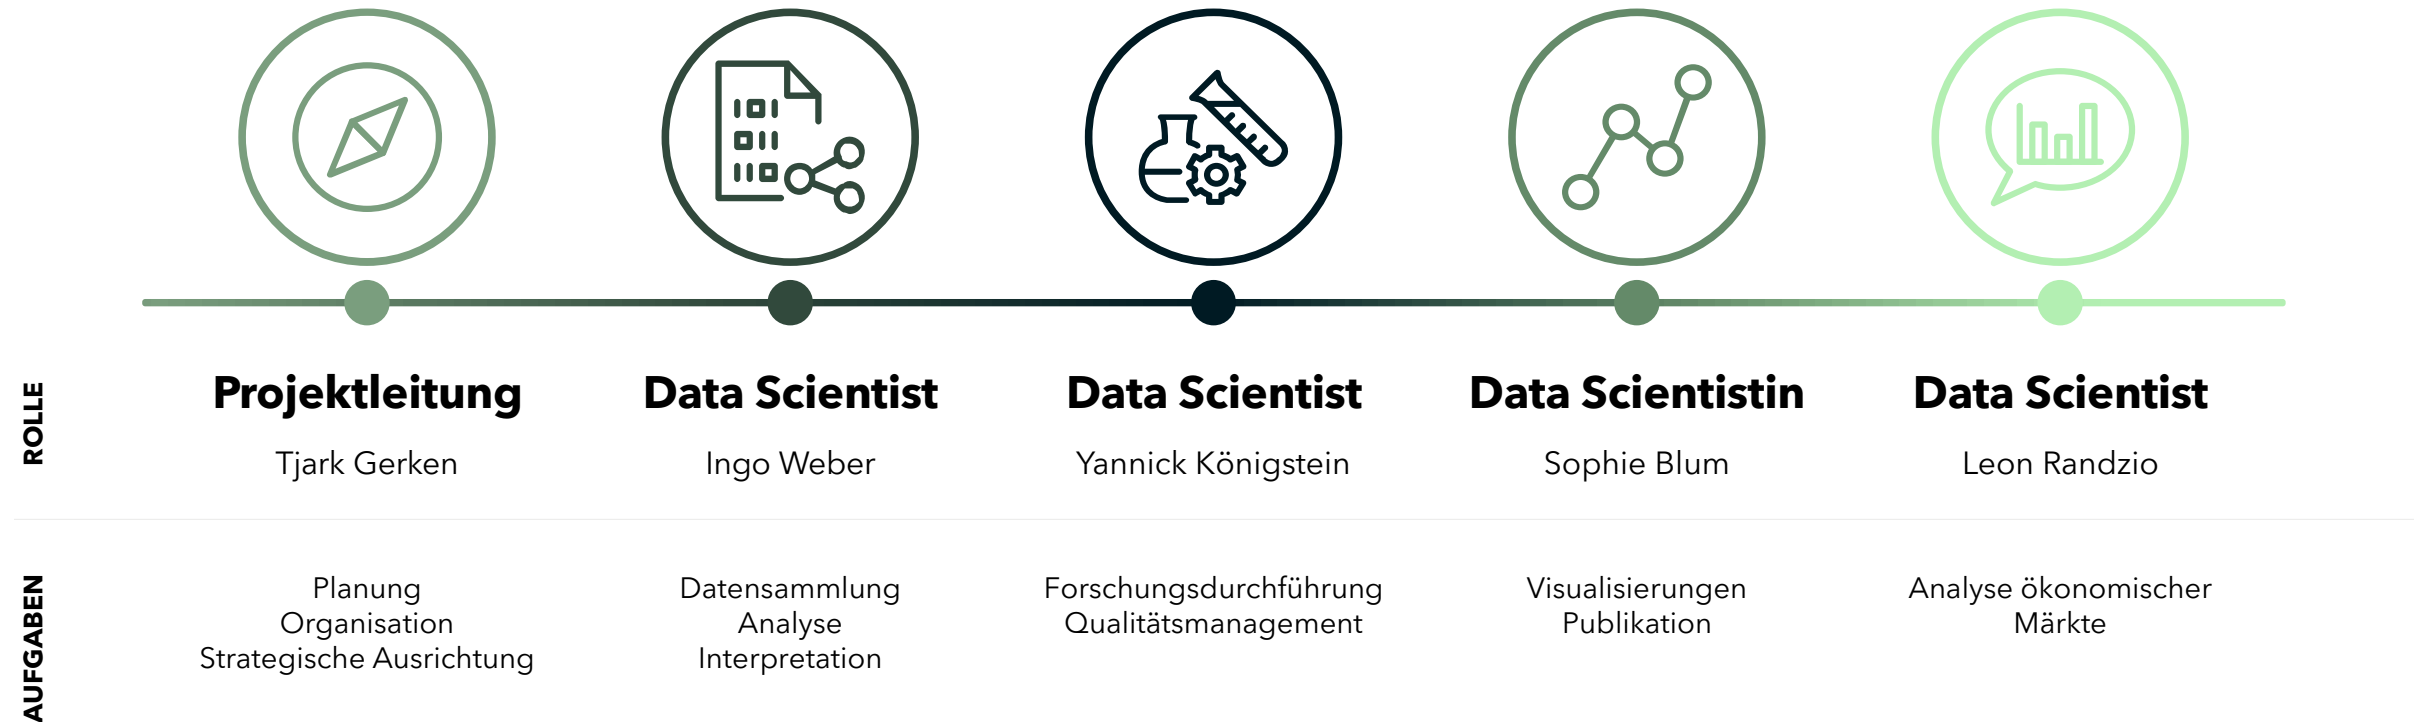 ROLLE
Projektleitung
Tjark Gerken
Data Scientist
Ingo Weber
Data Scientist
Yannick Königstein
Data Scientistin
Sophie Blum
Data Scientist
Leon Randzio
AUFGABEN
Planung
Organisation
Strategische Ausrichtung
Datensammlung
Analyse
Interpretation
Forschungsdurchführung
Qualitätsmanagement
Visualisierungen
Publikation
Analyse ökonomischer
Märkte